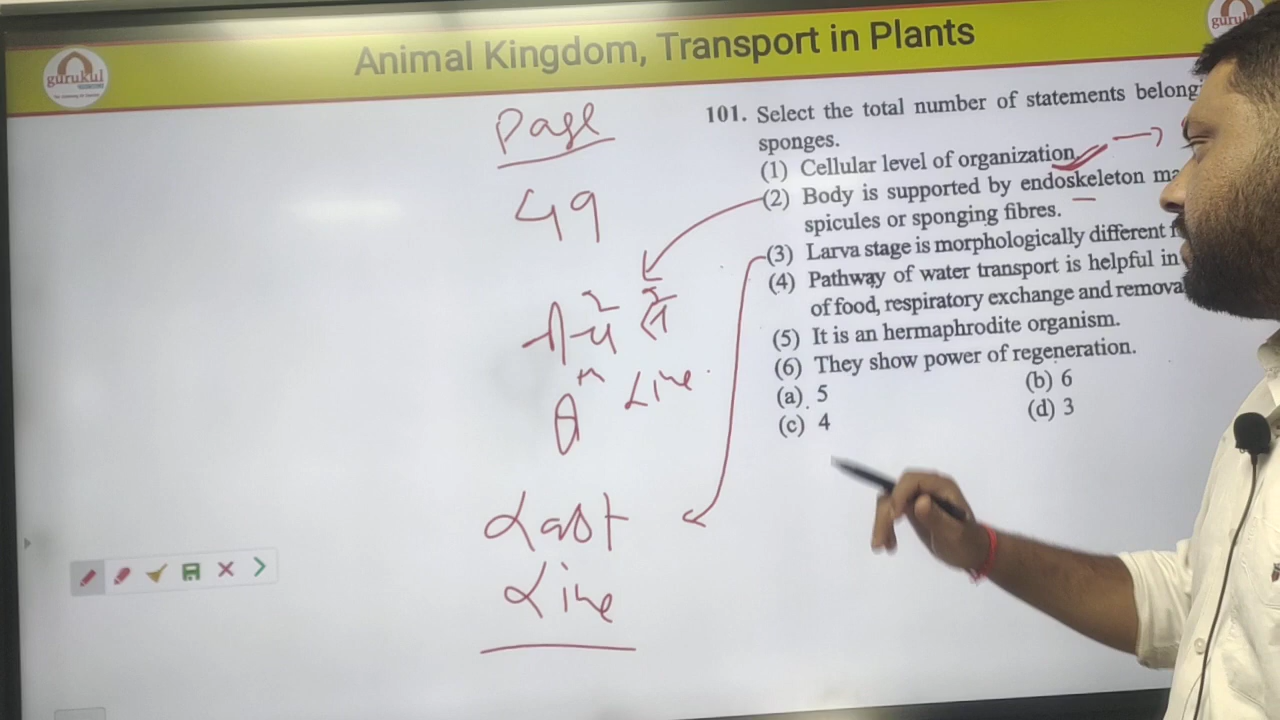 Animal Kingdom, Transport in Plants
gurukul
Page
49
Last
Line
θth Line
101. Select the total number of statements
sponges.
(1) Cellular level of organization
(2) Body is supported by endoskeleton
spicules or sponging fibres.
(3) Larva stage is morphologically different
(4) Pathway of water transport is helpful in
of food, respiratory exchange and
(5) It is an hermaphrodite organism.
(6) They show power of regeneration.
(a) 5
(b) 6
(c) 4
(d) 3